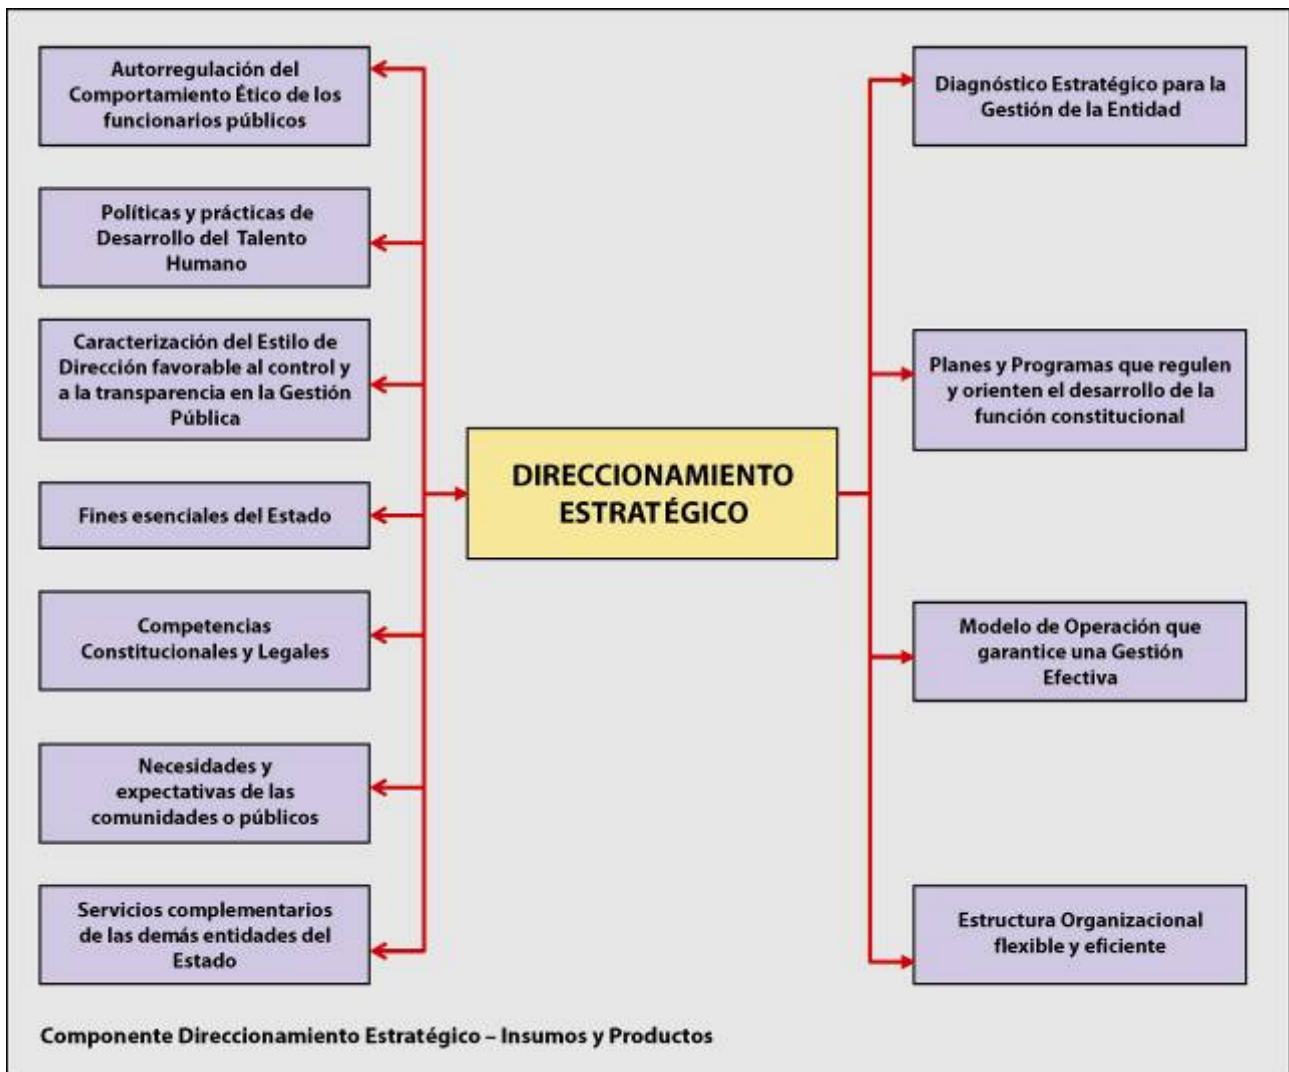 Autorregulación del
Comportamiento Ético de los
funcionarios públicos
Políticas y prácticas de
Desarrollo del Talento
Humano
Caracterización del Estilo de
Dirección favorable al control y
a la transparencia en la Gestión
Pública
Fines esenciales del Estado
Competencias
Constitucionales y Legales
Necesidades y
expectativas de las
comunidades o públicos
Servicios complementarios
de las demás entidades del
Estado
DIRECCIONAMIENTO
ESTRATÉGICO
Diagnóstico Estratégico para la
Gestión de la Entidad
Planes y Programas que regulen
y orienten el desarrollo de la
función constitucional
Modelo de Operación que
garantice una Gestión
Efectiva
Estructura Organizacional
flexible y eficiente
Componente Direccionamiento Estratégico – Insumos y Productos